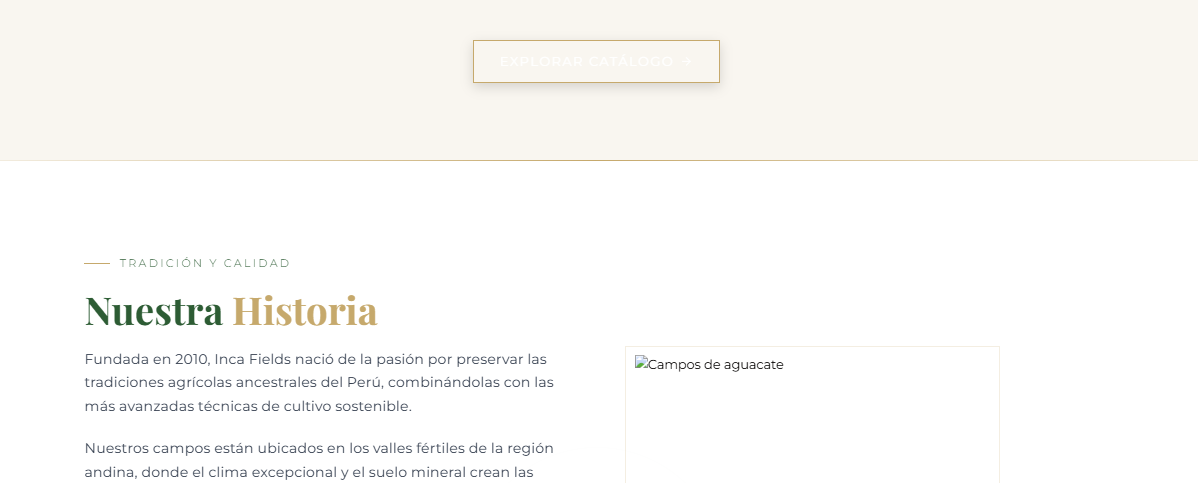 EXPLORAR CATÁLOGO →
TRADICIÓN Y CALIDAD
Nuestra Historia
Fundada en 2010, Inca Fields nació de la pasión por preservar las
tradiciones agrícolas ancestrales del Perú, combinándolas con las
más avanzadas técnicas de cultivo sostenible.
Campos de aguacate
Nuestros campos están ubicados en los valles fértiles de la región
andina, donde el clima excepcional y el suelo mineral crean las